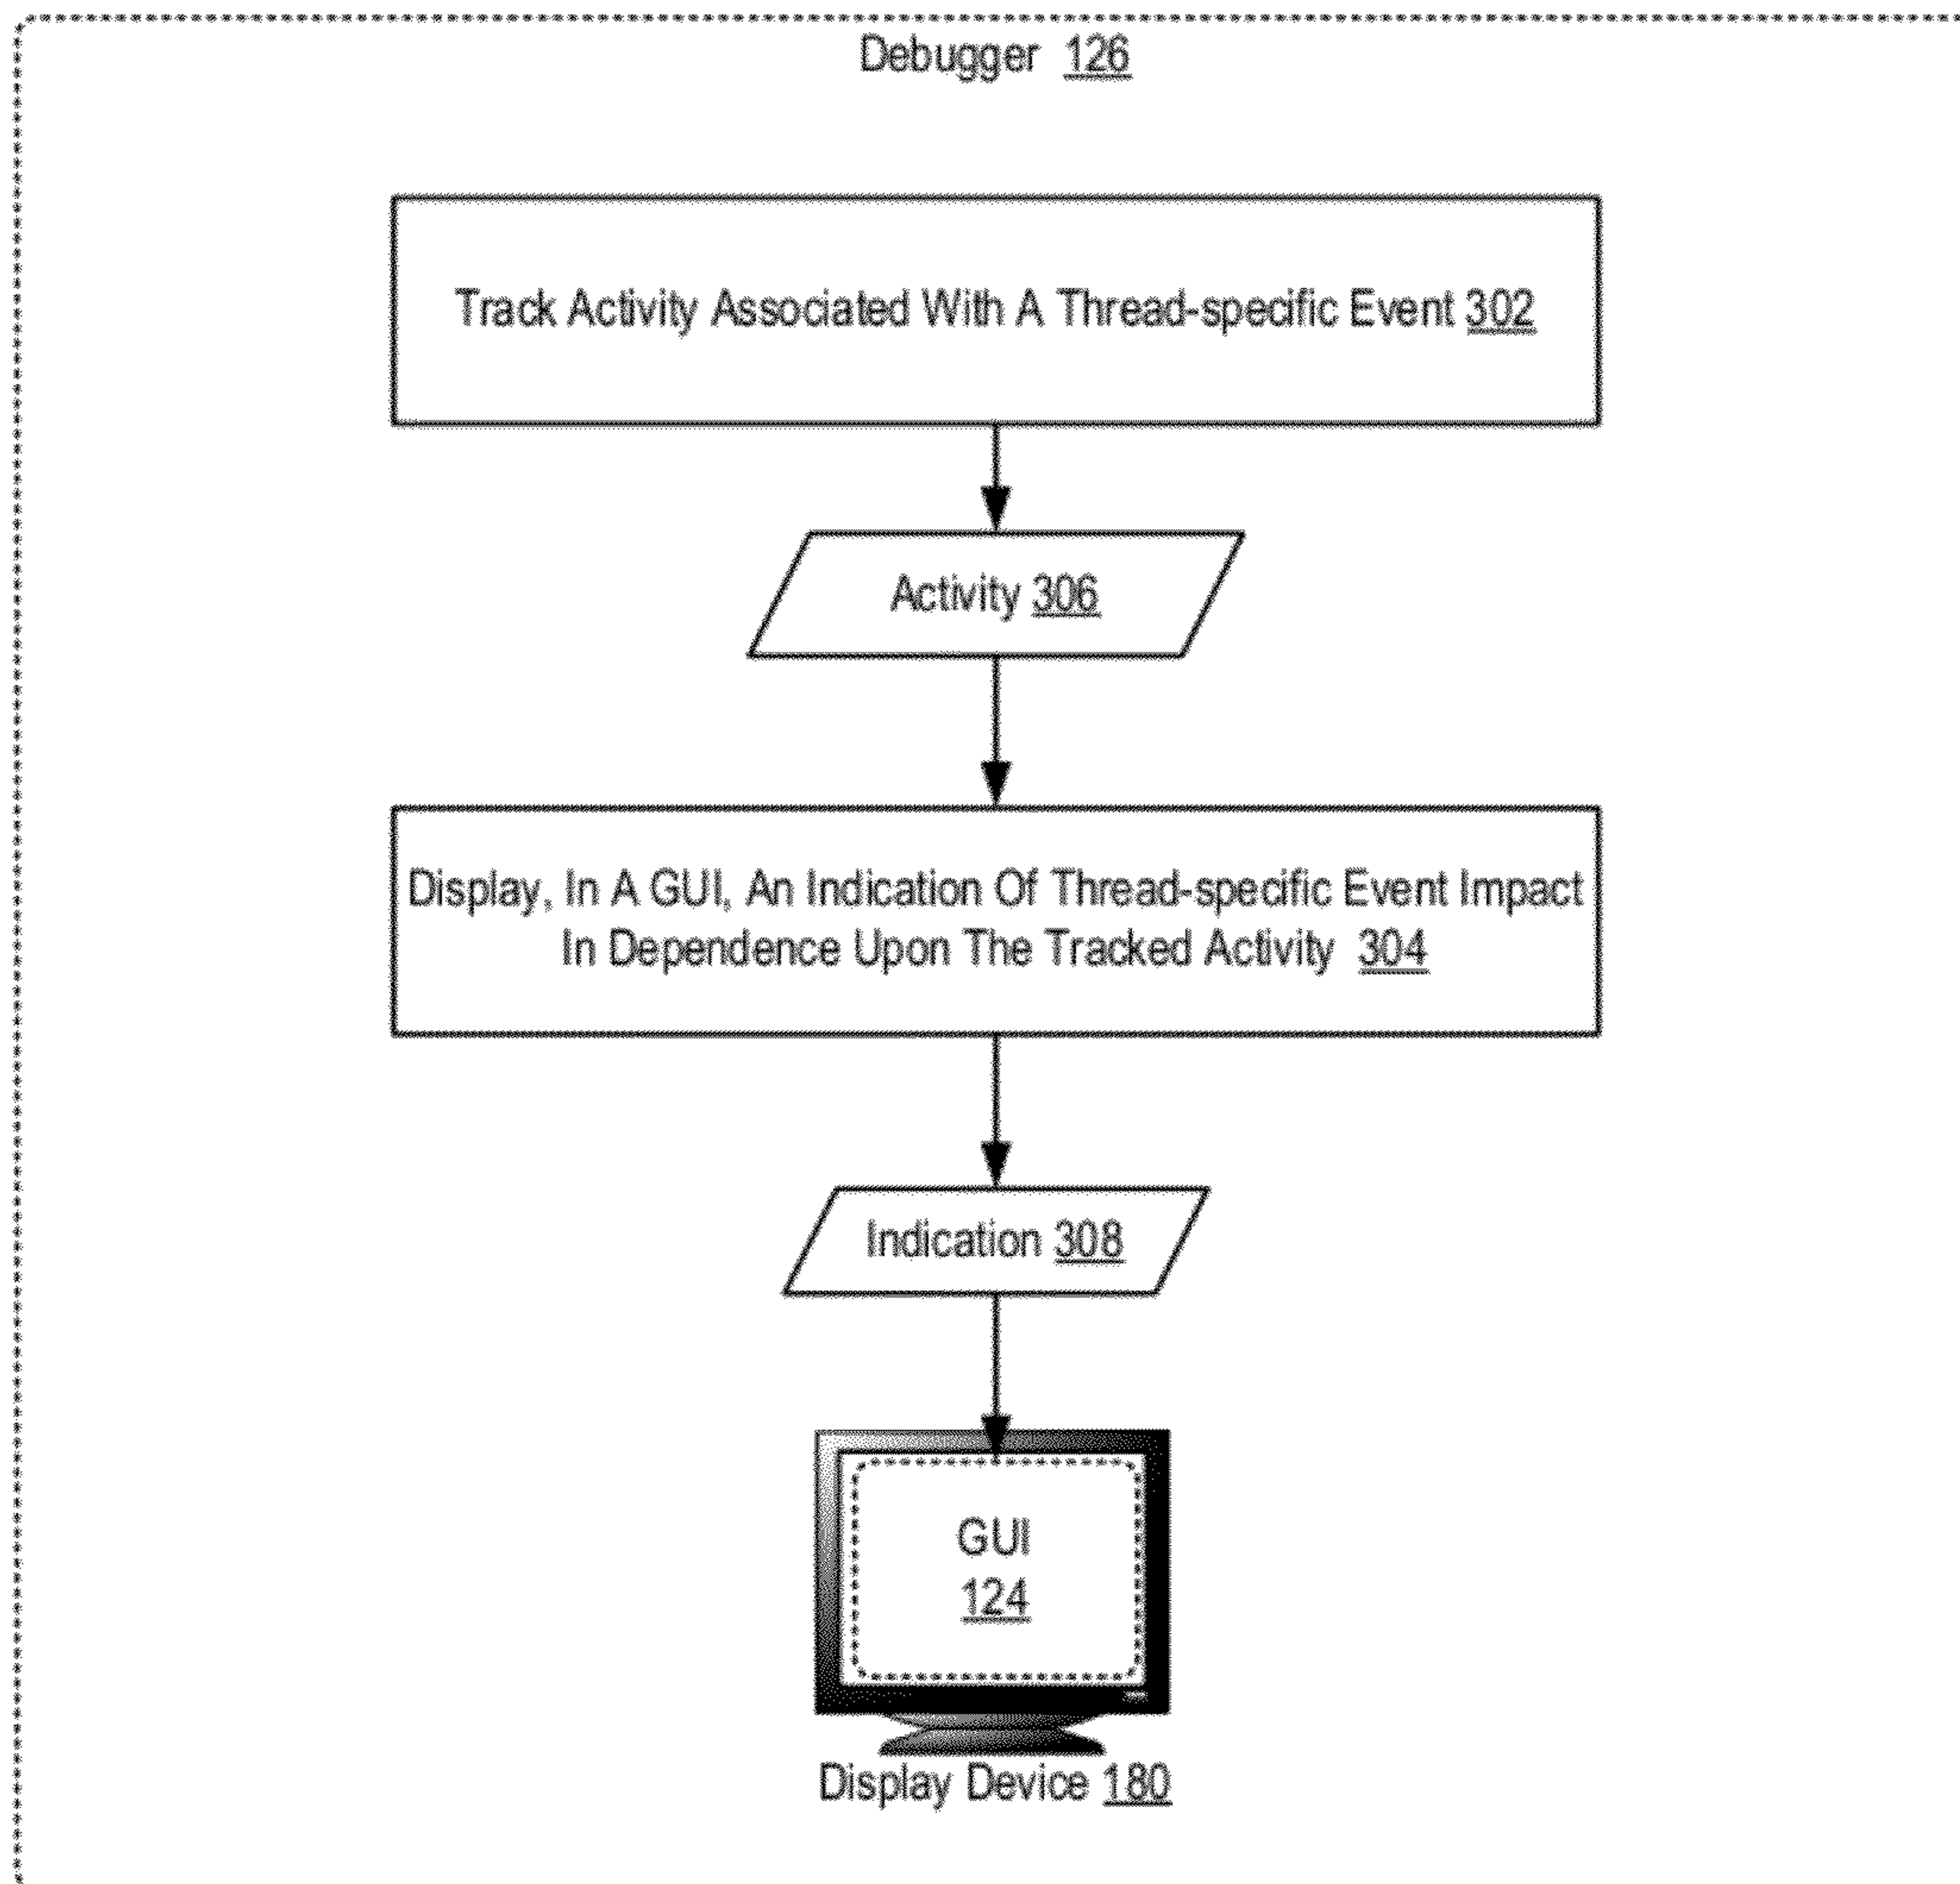 Debugger 126
Track Activity Associated With A Thread-specific Event 302
Activity 306
Display, In A GUI, An Indication Of Thread-specific Event Impact
In Dependence Upon The Tracked Activity 304
Indication 308
GUI
124
Display Device 180